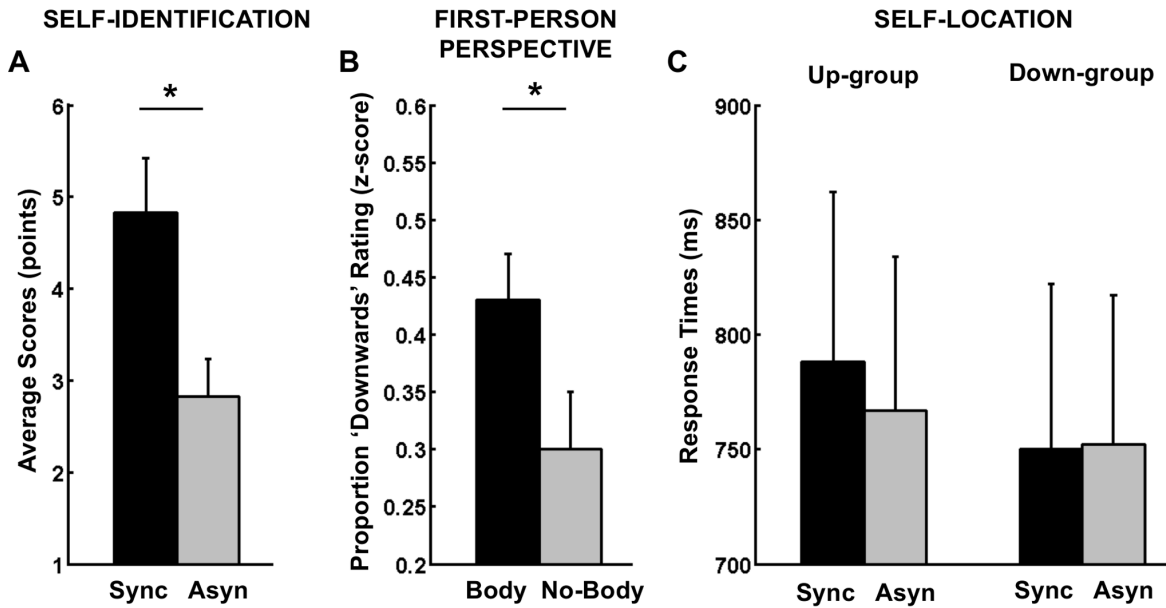 SELF-IDENTIFICATION
FIRST-PERSON
PERSPECTIVE
SELF-LOCATION
A
*
6
5
4
3
2
1
Average Scores (points)
Sync Asyn
B
*
0.6
0.55
0.5
0.45
0.4
0.35
0.3
0.25
0.2
Proportion ‘Downwards’ Rating (z-score)
Body No-Body
C
Up-group Down-group
900
850
800
750
700
Response Times (ms)
Sync Asyn Sync Asyn